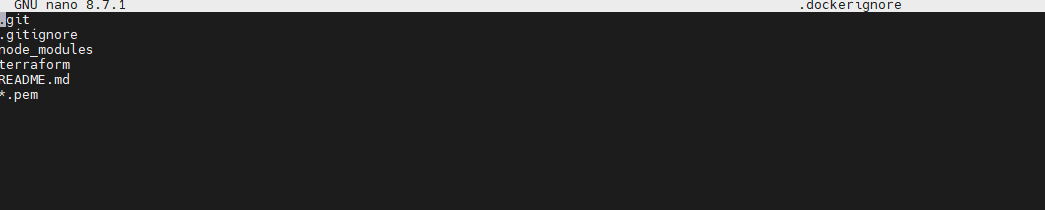 GNU nano 8.7.1 .dockerignore
.git
.gitignore
node_modules
terraform
README.md
*.pem